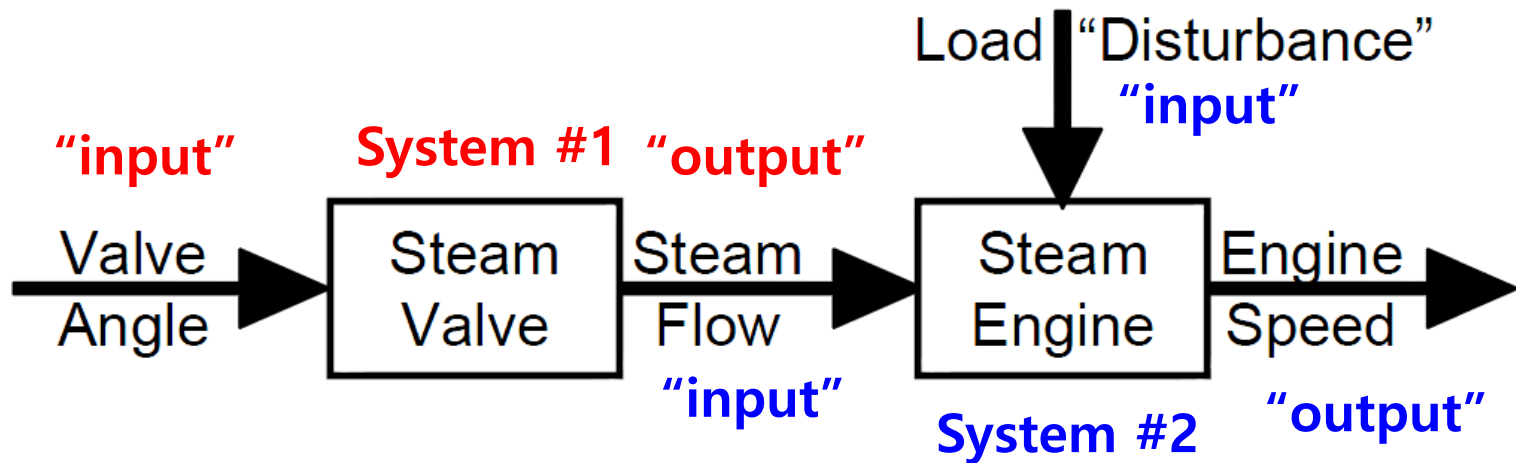 Load “Disturbance”
“input”
“input”
System #1
“output”
Valve
Angle
Steam
Valve
Steam
Flow
“input”
Steam
Engine
System #2
Engine
Speed
“output”